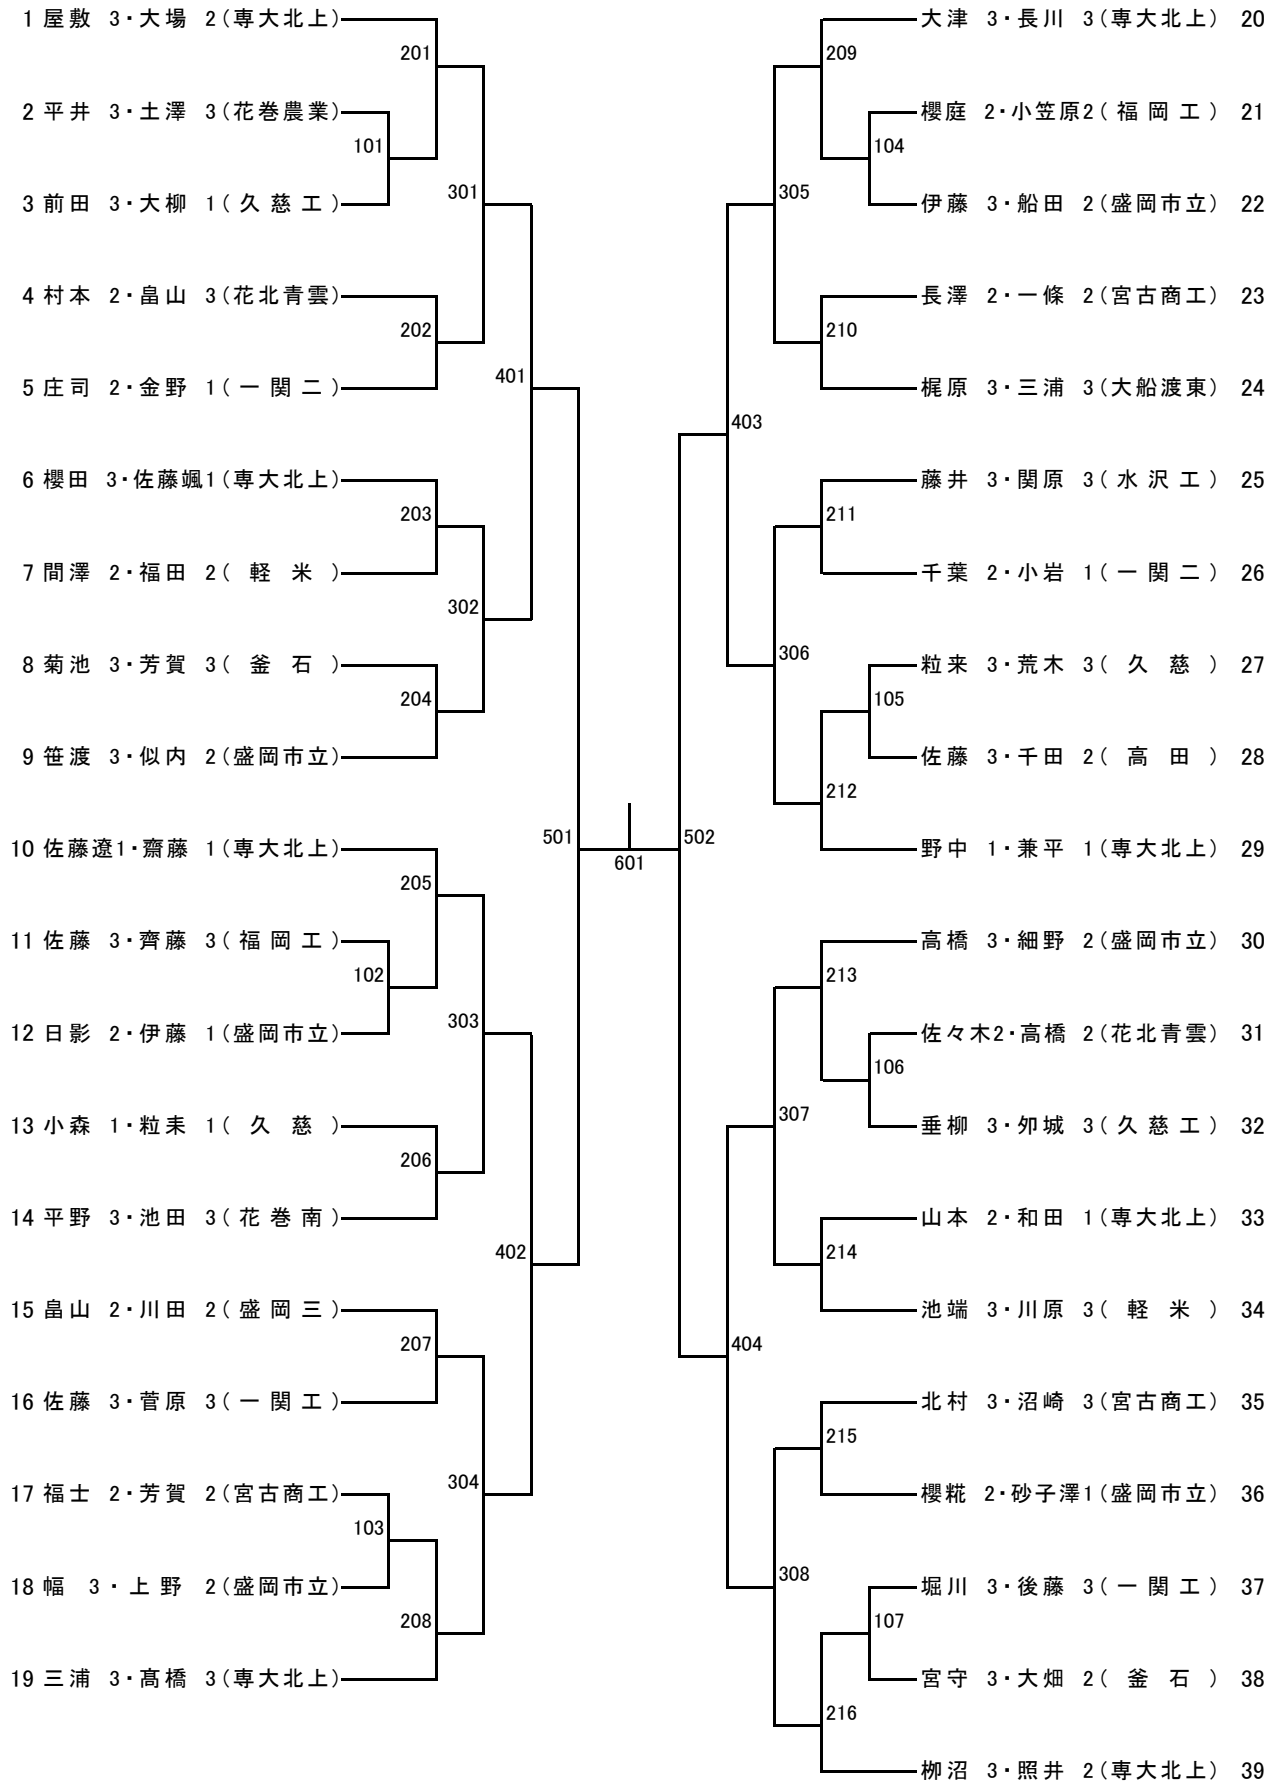 1 屋敷 3・大場 2(専大北上)
201
2 平井 3・土澤 3(花巻農業)
101
3 前田 3・大柳 1(久慈工)
301
4 村本 2・畠山 3(花北青雲)
202
5 庄司 2・金野 1(一関二)
401
6 櫻田 3・佐藤颯1(専大北上)
203
7 間澤 2・福田 2(軽米)
302
8 菊池 3・芳賀 3(釜石)
204
9 笹渡 3・似内 2(盛岡市立)
501
10 佐藤遼1・齋藤 1(専大北上)
205
11 佐藤 3・齊藤 3(福岡工)
102
12 日影 2・伊藤 1(盛岡市立)
303
13 小森 1・粒来 1(久慈)
206
14 平野 3・池田 3(花巻南)
402
15 畠山 2・川田 2(盛岡三)
207
16 佐藤 3・菅原 3(一関工)
304
17 福士 2・芳賀 2(宮古商工)
103
18 幅 3・上野 2(盛岡市立)
208
19 三浦 3・髙橋 3(専大北上)
601
大津 3・長川 3(専大北上) 20
209
櫻庭 2・小笠原2(福岡工) 21
104
伊藤 3・船田 2(盛岡市立) 22
305
長澤 2・一條 2(宮古商工) 23
210
梶原 3・三浦 3(大船渡東) 24
403
藤井 3・関原 3(水沢工) 25
211
千葉 2・小岩 1(一関二) 26
306
粒来 3・荒木 3(久慈) 27
105
佐藤 3・千田 2(高田) 28
212
野中 1・兼平 1(専大北上) 29
502
高橋 3・細野 2(盛岡市立) 30
213
佐々木2・高橋 2(花北青雲) 31
106
垂柳 3・外城 3(久慈工) 32
307
山本 2・和田 1(専大北上) 33
214
池端 3・川原 3(軽米) 34
404
北村 3・沼崎 3(宮古商工) 35
215
櫻糀 2・砂子澤1(盛岡市立) 36
308
堀川 3・後藤 3(一関工) 37
107
宮守 3・大畑 2(釜石) 38
216
栁沼 3・照井 2(専大北上) 39